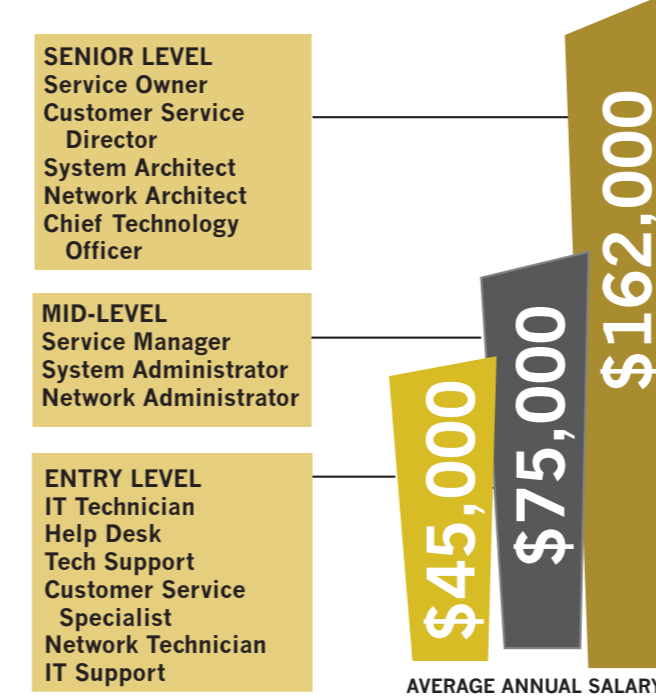 SENIOR LEVEL
Service Owner
Customer Service
Director
System Architect
Network Architect
Chief Technology
Officer
$162,000
MID-LEVEL
Service Manager
System Administrator
Network Administrator
$75,000
ENTRY LEVEL
IT Technician
Help Desk
Tech Support
Customer Service
Specialist
Network Technician
IT Support
$45,000
AVERAGE ANNUAL SALARY